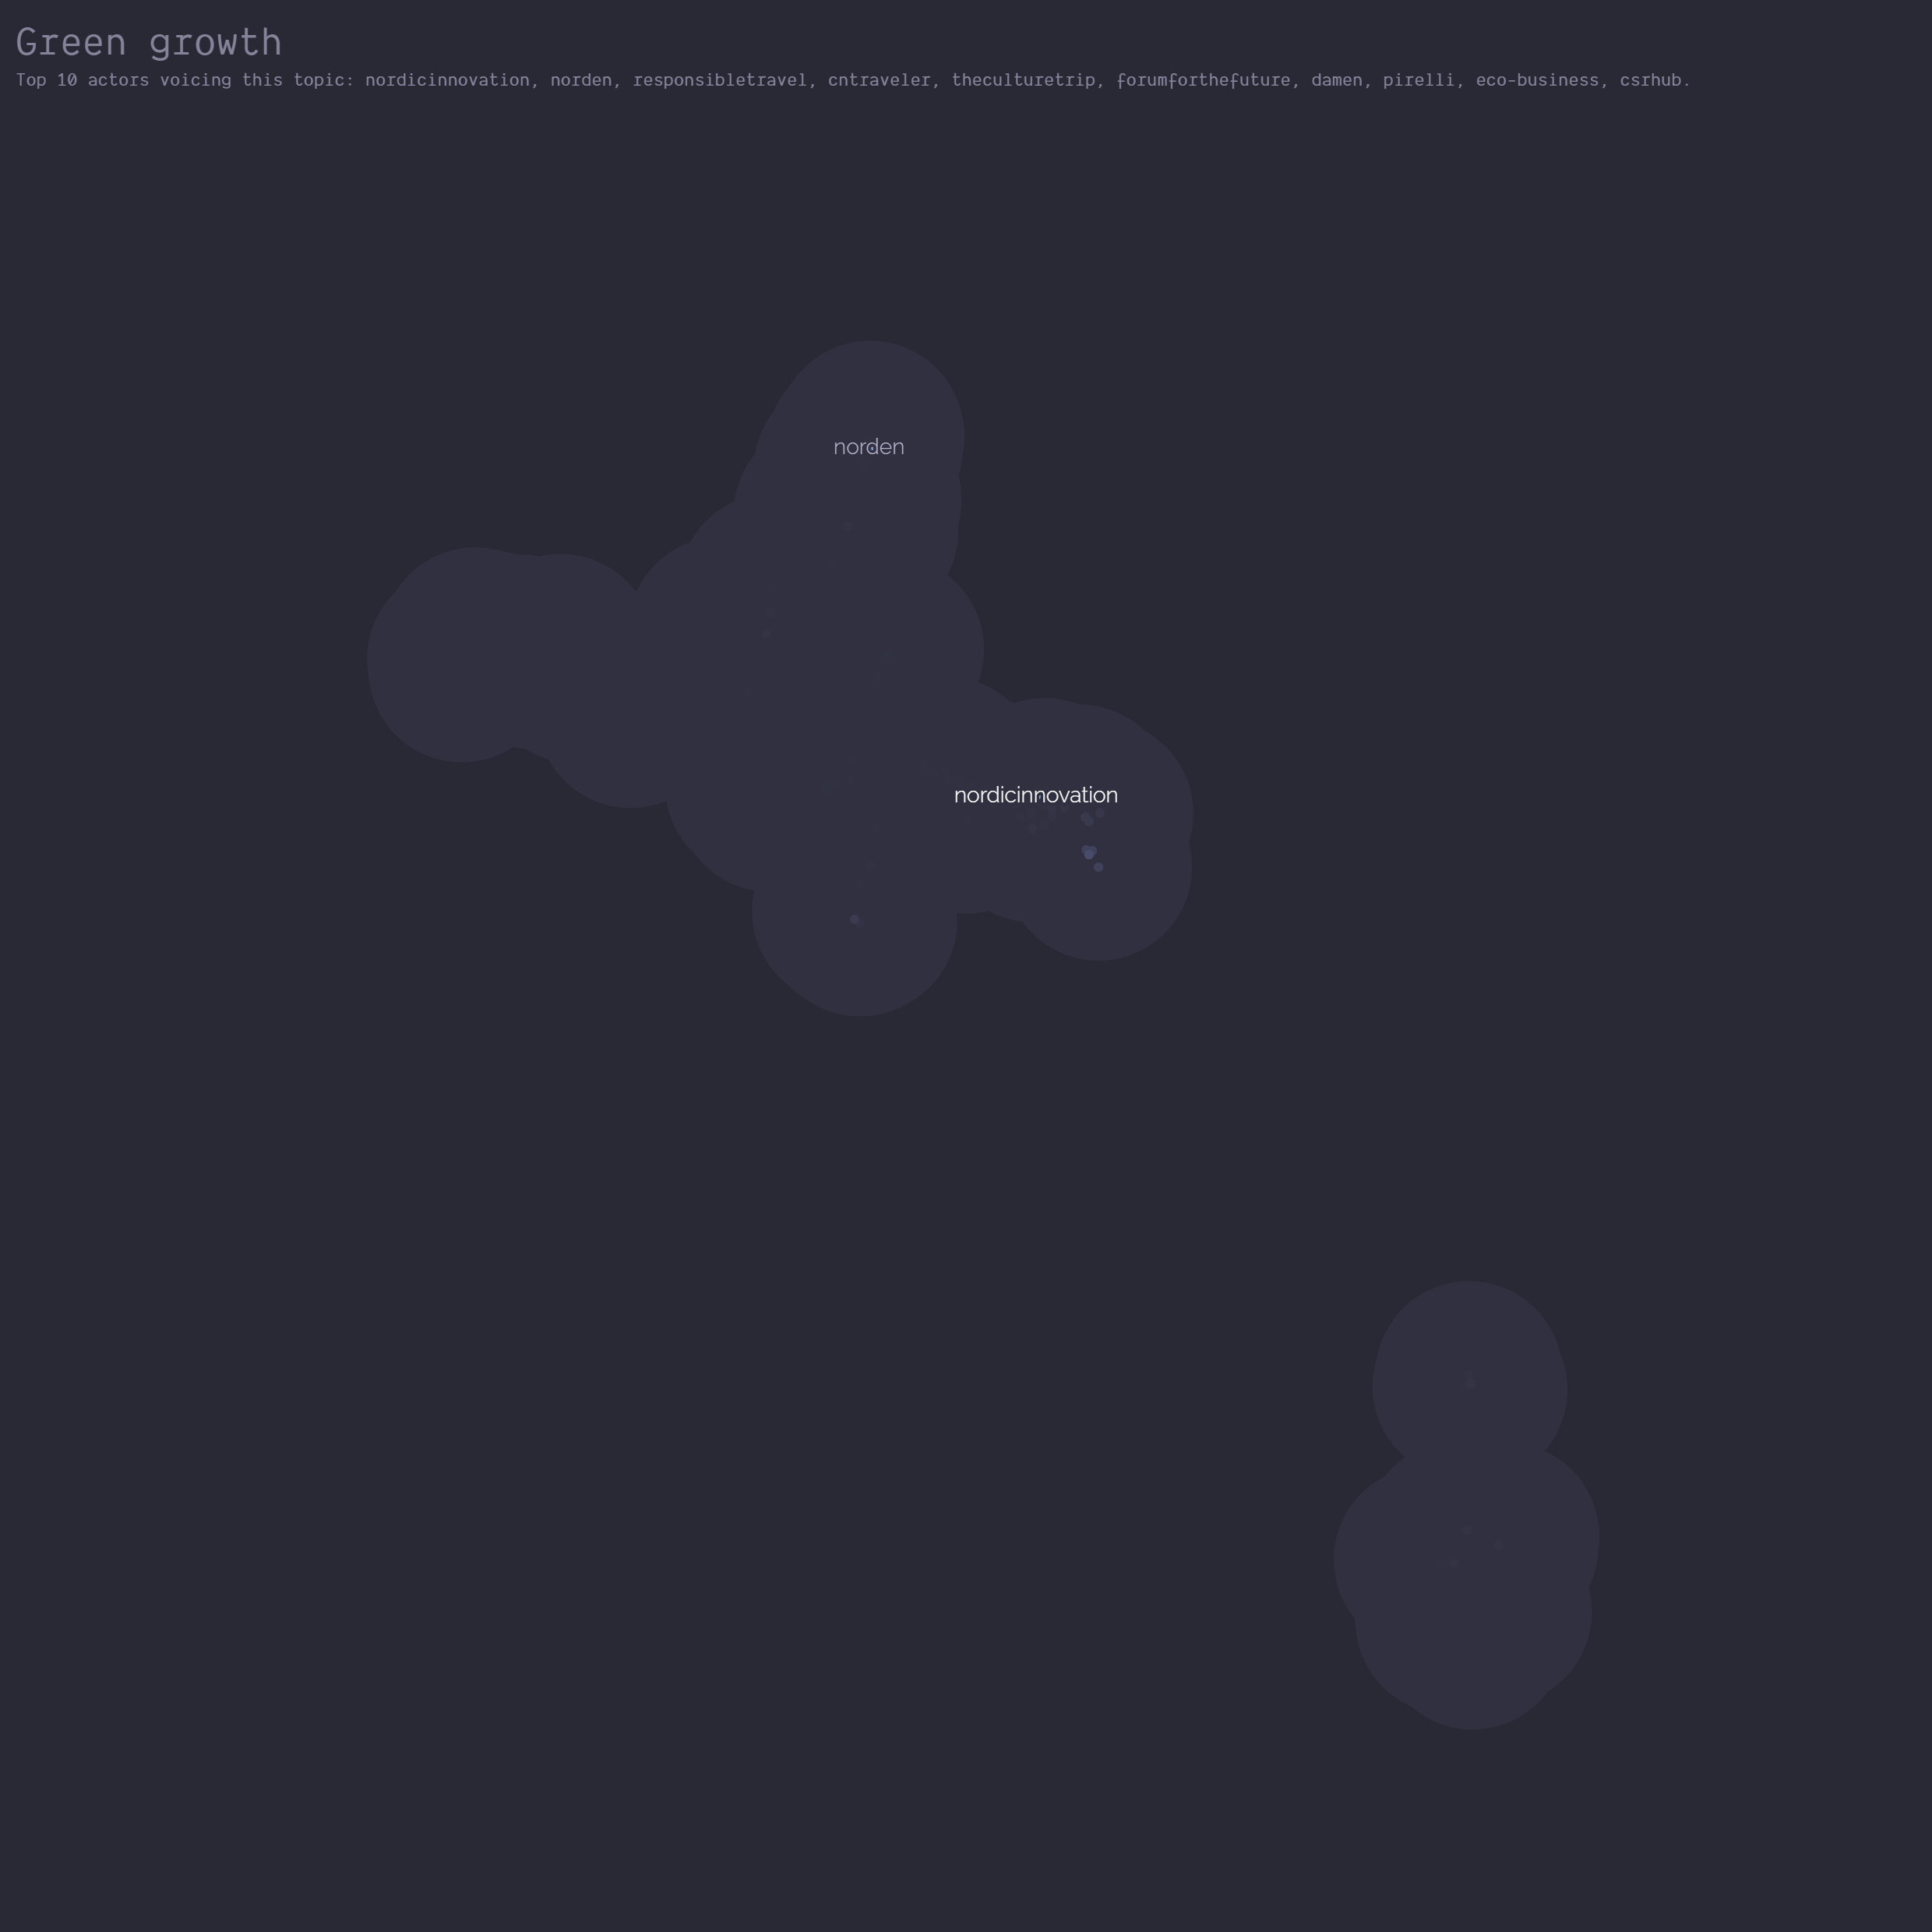 Green growth
Top 10 actors voicing this topic: nordicinnovation, norden, responsibletravel, cntraveler, theculturetrip, forumforthefuture, damen, pirelli, eco-business, csrhub.
norden
nordicinnovation